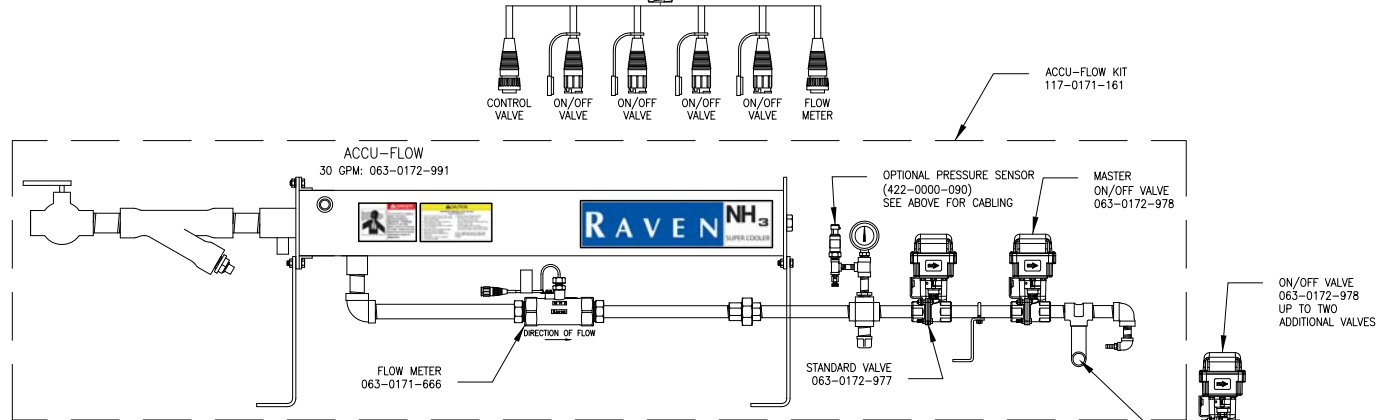 CONTROL
VALVE
ON/OFF
VALVE
ON/OFF
VALVE
ON/OFF
VALVE
ON/OFF
VALVE
FLOW
METER
ACCU-FLOW KIT
117-0171-161
ACCU-FLOW
30 GPM: 063-0172-991
CAUTION
RAVEN
NH3
SUPER COOLER
OPTIONAL PRESSURE SENSOR
(422-0000-090)
SEE ABOVE FOR CABLING
MASTER
ON/OFF VALVE
063-0172-978
ON/OFF VALVE
063-0172-978
UP TO TWO
ADDITIONAL VALVES
DIRECTION OF FLOW
FLOW METER
063-0171-666
STANDARD VALVE
063-0172-977